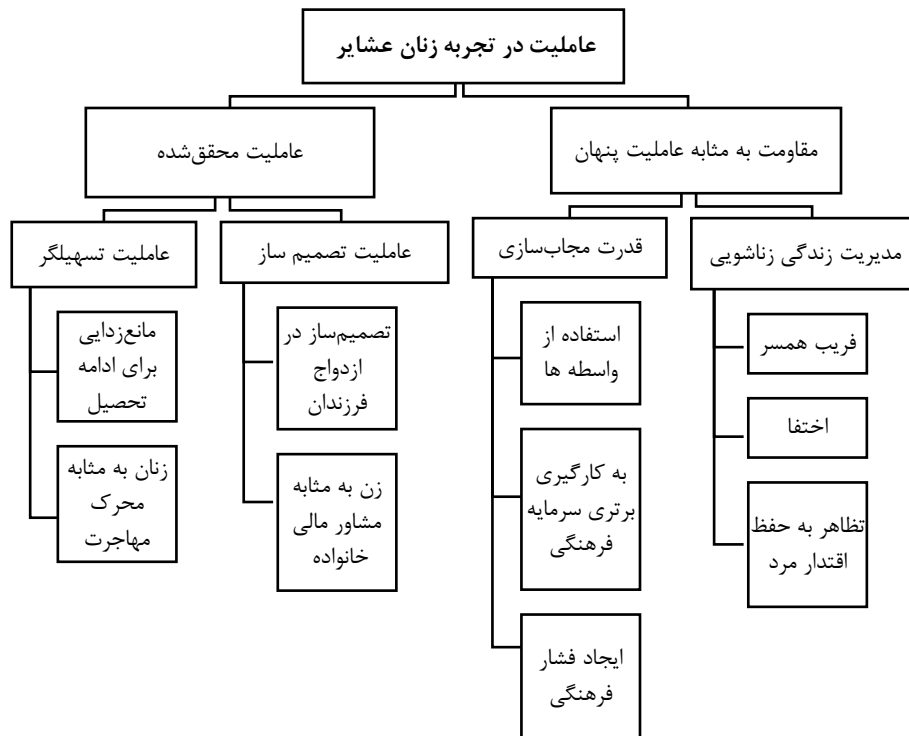 عاملیت در تجربه زنان عشایر
مقاومت به مثابه عاملیت پنهان
عاملیت محقق‌شده
مدیریت زندگی زناشویی
قدرت مجاب‌سازی
عاملیت تصمیم ساز
عاملیت تسهیلگر
فریب همسر
اختفا
تظاهر به حفظ
اقتدار مرد
استفاده از
واسطه ها
به کارگیری
برتری سرمایه
فرهنگی
ایجاد فشار
فرهنگی
تصمیم‌ساز در
ازدواج
فرزندان
زن به مثابه
مشاور مالی
خانواده
مانع‌زدایی
برای ادامه
تحصیل
زنان به مثابه
محرک
مهاجرت